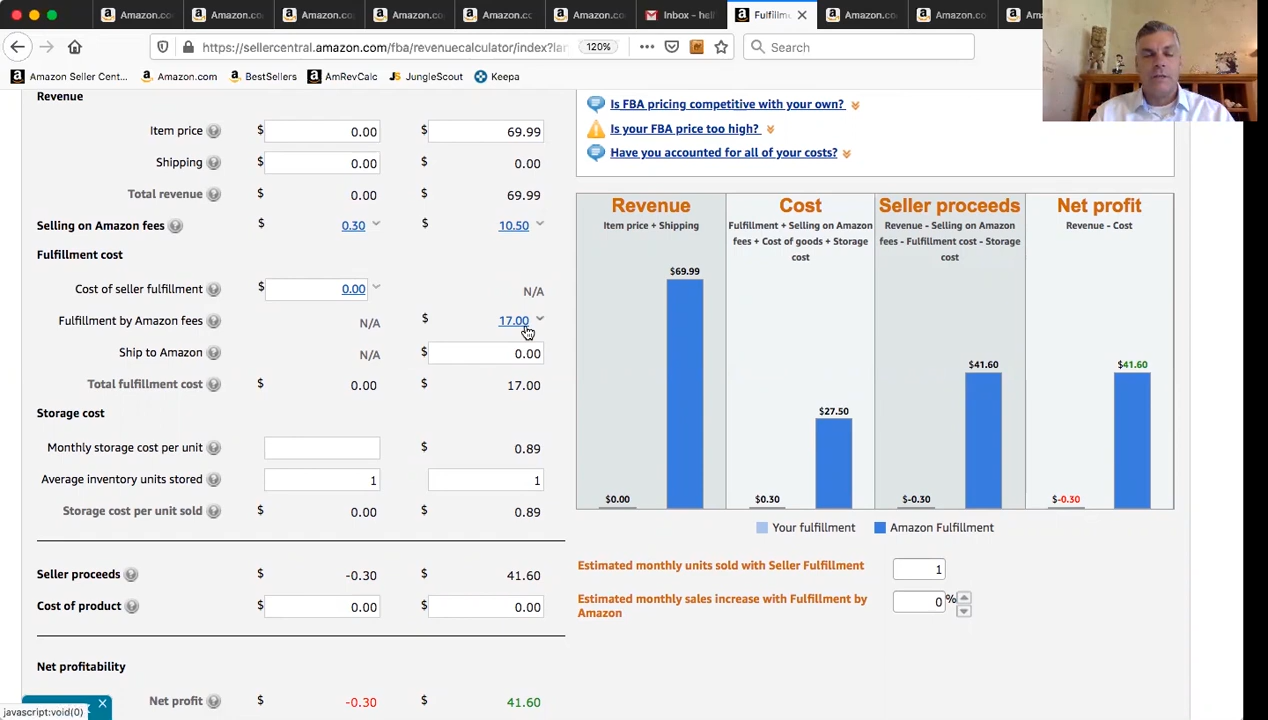 Amazon.co
Amazon.cc
Amazon.co
Amazon.cc
Amazon.co
Amazon.cc
Inbox - hel
Fulfillm
Amazon.cc
Amazon.cc
Am
https://sellercentral.amazon.com/fba/revenuecalculator/index?la
120%
Search
Amazon Seller Cent...
Amazon.com
BestSellers
AmRevCalc
JungleScout
Keepa
Revenue
Item price $ 0.00 $ 69.99
Shipping $ 0.00 $ 0.00
Total revenue $ 0.00 $ 69.99
Selling on Amazon fees $ 0.30 $ 10.50
Fulfillment cost
Cost of seller fulfillment $ 0.00 N/A
Fulfillment by Amazon fees N/A $ 17.00
Ship to Amazon N/A $ 0.00
Total fulfillment cost $ 0.00 $ 17.00
Storage cost
Monthly storage cost per unit $ 0.89
Average inventory units stored 1 1
Storage cost per unit sold $ 0.00 $ 0.89
Seller proceeds $ -0.30 $ 41.60
Cost of product $ 0.00 $ 0.00
Net profitability
Net profit $ -0.30 $ 41.60
javascript:void(0)
Is FBA pricing competitive with your own?
Is your FBA price too high?
Have you accounted for all of your costs?
Revenue
Item price + Shipping
$69.99
$0.00
Cost
Fulfillment + Selling on Amazon
fees + Cost of goods + Storage
cost
$27.50
$0.30
Seller proceeds
Revenue - Selling on Amazon
fees - Fulfillment cost - Storage
cost
$41.60
$-0.30
Net profit
Revenue - Cost
$41.60
$-0.30
Your fulfillment
Amazon Fulfillment
Estimated monthly units sold with Seller Fulfillment 1
Estimated monthly sales increase with Fulfillment by
Amazon
0 %